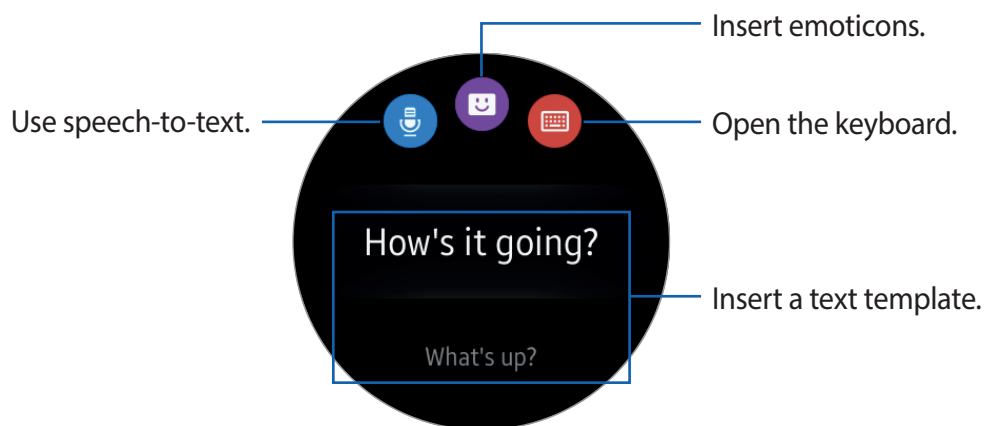 Insert emoticons.
Use speech-to-text.
Open the keyboard.
How's it going?
Insert a text template.
What's up?